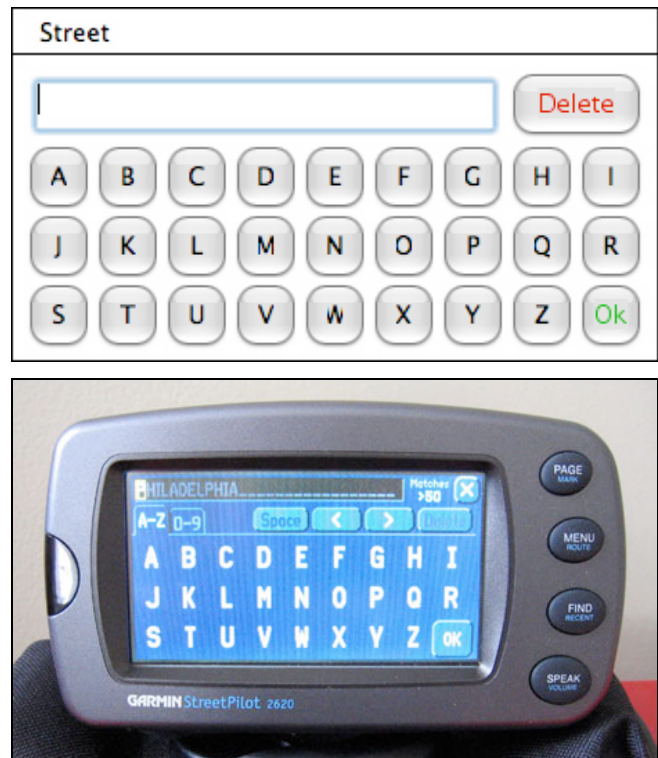 Street
Delete
A B C D E F G H I
J K L M N O P Q R
S T U V W X Y Z Ok
PHILADELPHIA Matches >50 X
A-Z 0-9 Space < >
A B C D E F G H I
J K L M N O P Q R
S T U V W X Y Z OK
PAGE
MARK
MENU
ROUTE
FIND
RECENT
SPEAK
VOLUME
GARMIN StreetPilot 2620